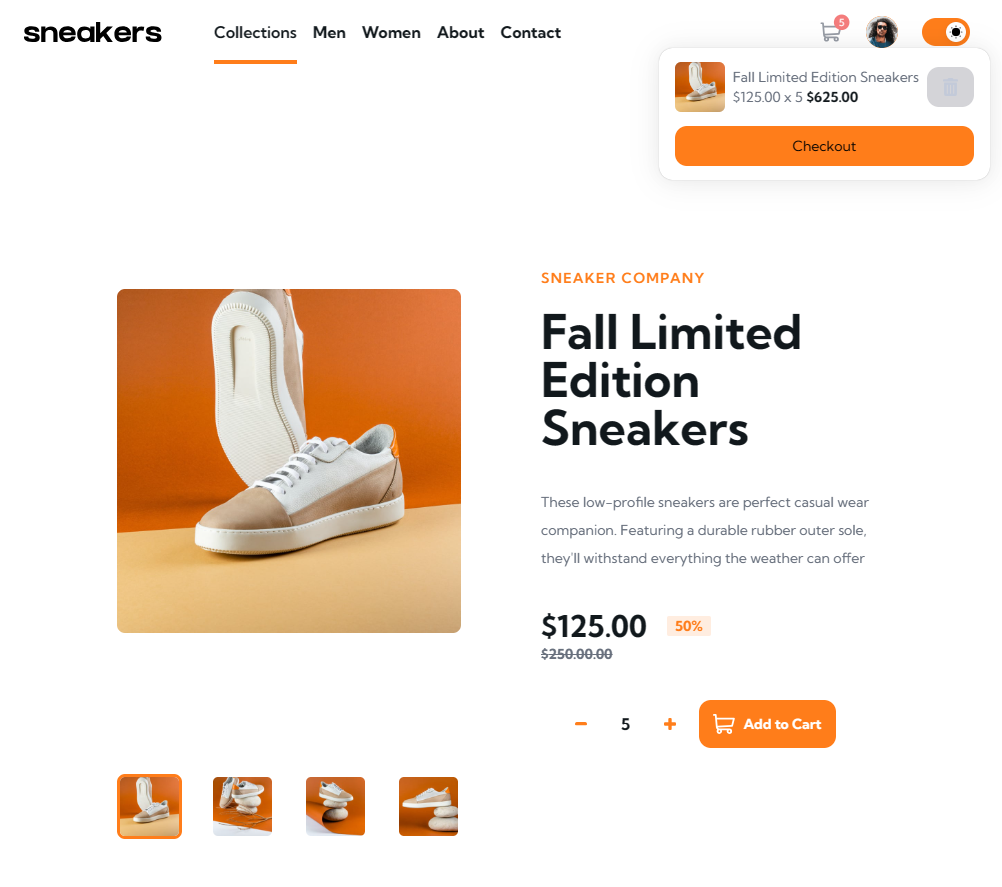 sneakers
Collections Men Women About Contact
5
Fall Limited Edition Sneakers
$125.00 x 5 $625.00
Checkout
SNEAKER COMPANY
Fall Limited
Edition
Sneakers
These low-profile sneakers are perfect casual wear
companion. Featuring a durable rubber outer sole,
they'll withstand everything the weather can offer
$125.00 50%
$250.00.00
5 Add to Cart